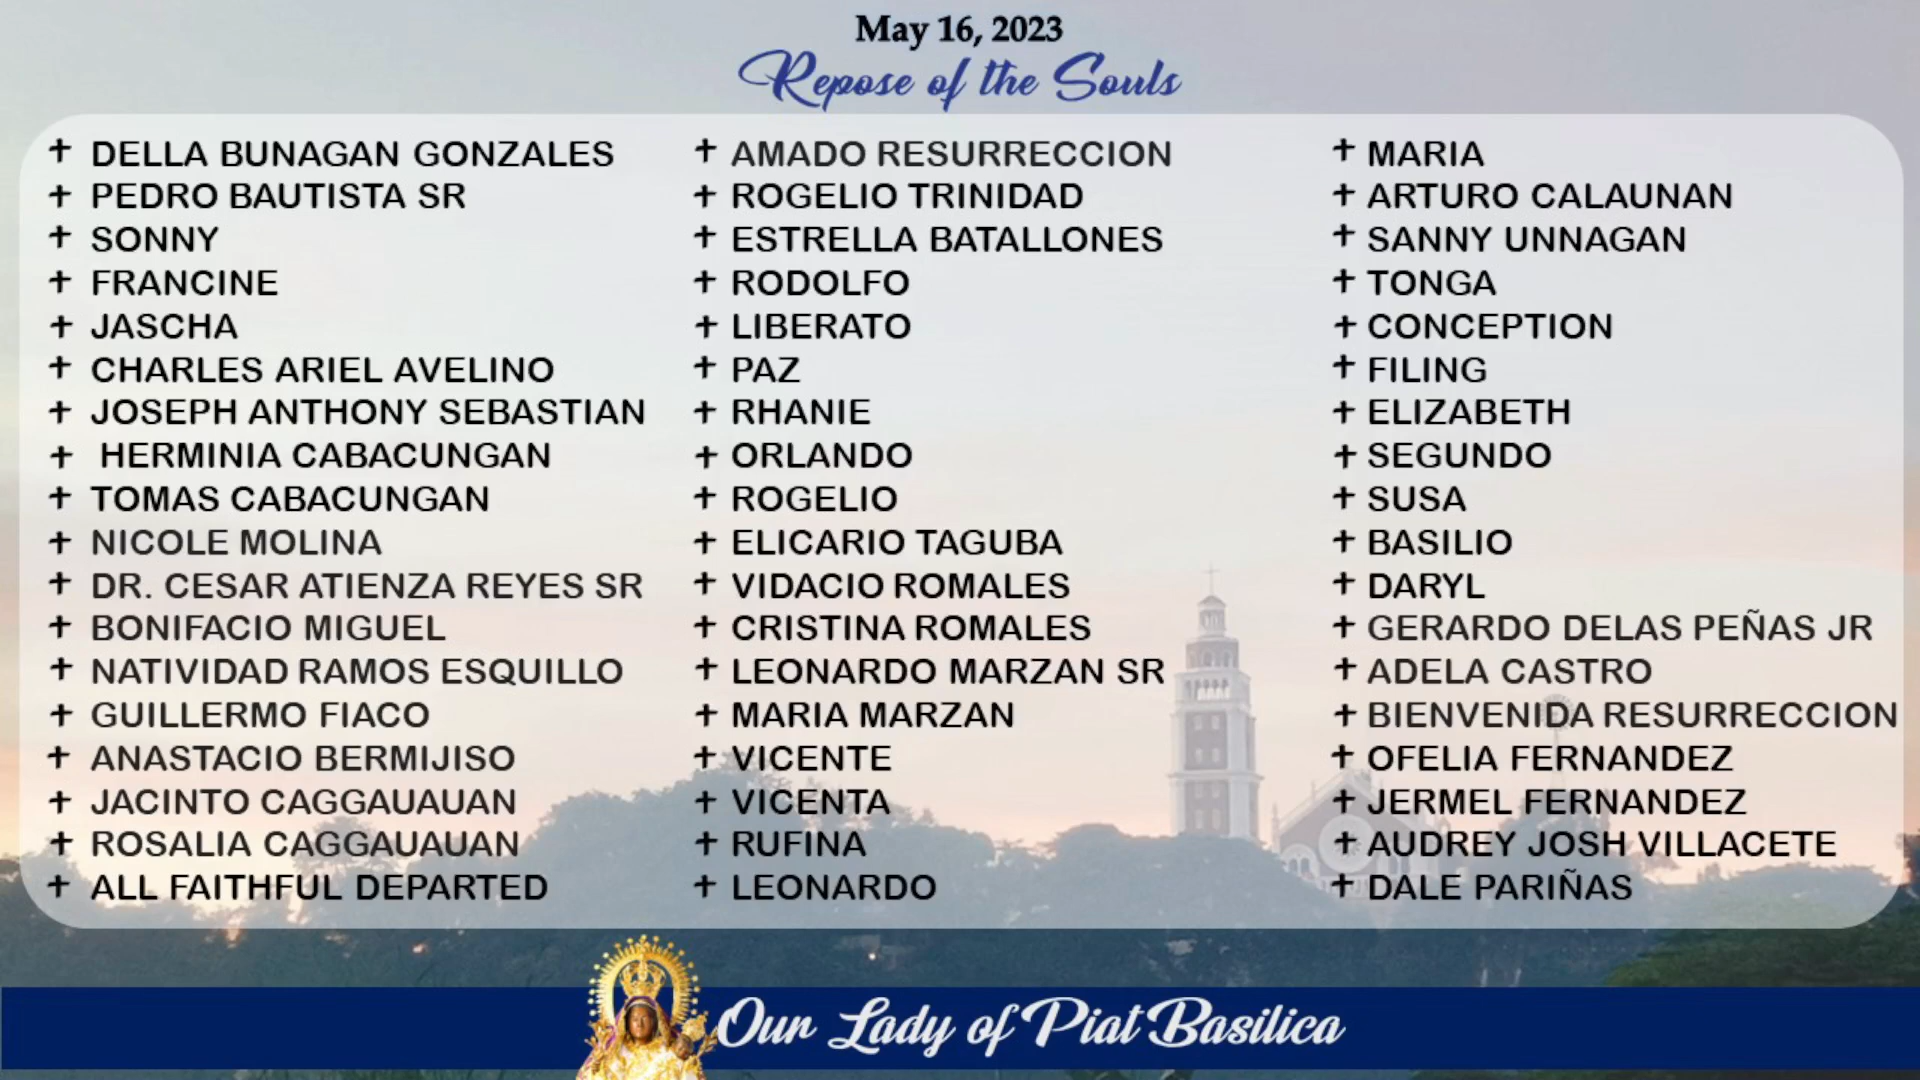 May 16, 2023
Repose of the Souls
✝ DELLA BUNAGAN GONZALES
✝ PEDRO BAUTISTA SR
✝ SONNY
✝ FRANCINE
✝ JASCHA
✝ CHARLES ARIEL AVELINO
✝ JOSEPH ANTHONY SEBASTIAN
✝ HERMINIA CABACUNGAN
✝ TOMAS CABACUNGAN
✝ NICOLE MOLINA
✝ DR. CESAR ATIENZA REYES SR
✝ BONIFACIO MIGUEL
✝ NATIVIDAD RAMOS ESQUILLO
✝ GUILLERMO FIACO
✝ ANASTACIO BERMIJISO
✝ JACINTO CAGGAUAUAN
✝ ROSALIA CAGGAUAUAN
✝ ALL FAITHFUL DEPARTED
✝ AMADO RESURRECCION
✝ ROGELIO TRINIDAD
✝ ESTRELLA BATALLONES
✝ RODOLFO
✝ LIBERATO
✝ PAZ
✝ RHANIE
✝ ORLANDO
✝ ROGELIO
✝ ELICARIO TAGUBA
✝ VIDACIO ROMALES
✝ CRISTINA ROMALES
✝ LEONARDO MARZAN SR
✝ MARIA MARZAN
✝ VICENTE
✝ VICENTA
✝ RUFINA
✝ LEONARDO
✝ MARIA
✝ ARTURO CALAUNAN
✝ SANNY UNNAGAN
✝ TONGA
✝ CONCEPTION
✝ FILING
✝ ELIZABETH
✝ SEGUNDO
✝ SUSA
✝ BASILIO
✝ DARYL
✝ GERARDO DELAS PEÑAS JR
✝ ADELA CASTRO
✝ BIENVENIDA RESURRECCION
✝ OFELIA FERNANDEZ
✝ JERMEL FERNANDEZ
✝ AUDREY JOSH VILLACETE
✝ DALE PARIÑAS
Our Lady of Piat Basilica